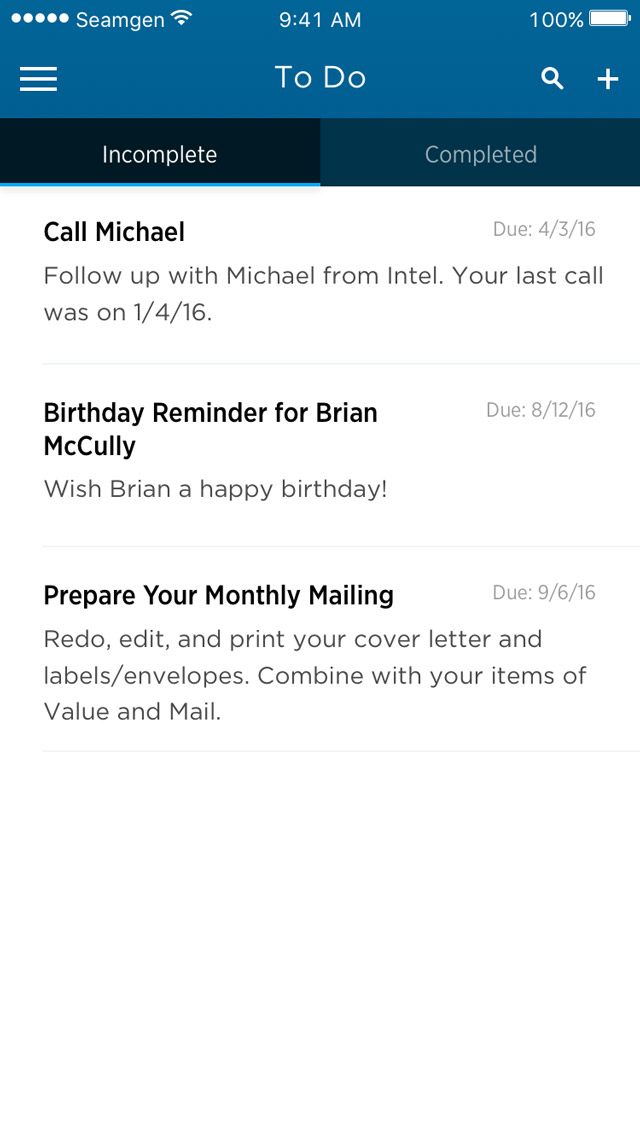 Seamgen 9:41 AM 100%
To Do
Incomplete Completed
Call Michael Due: 4/3/16
Follow up with Michael from Intel. Your last call
was on 1/4/16.
Birthday Reminder for Brian Due: 8/12/16
McCully
Wish Brian a happy birthday!
Prepare Your Monthly Mailing Due: 9/6/16
Redo, edit, and print your cover letter and
labels/envelopes. Combine with your items of
Value and Mail.